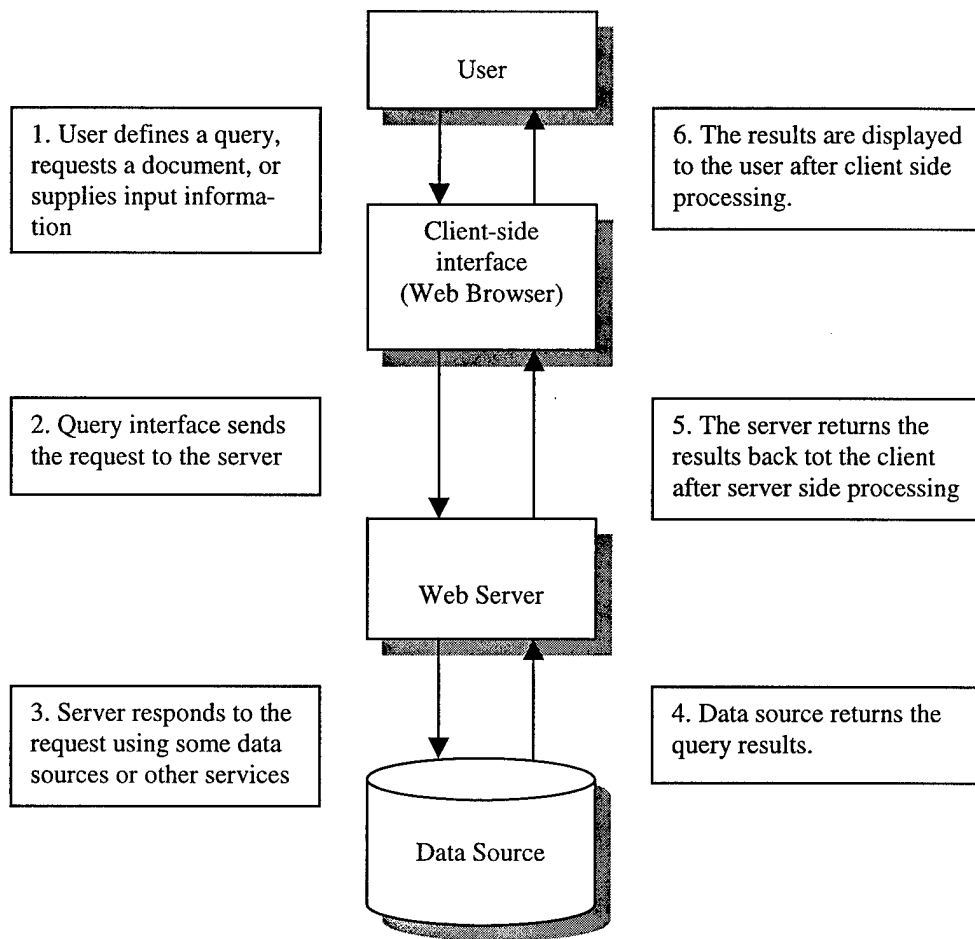 User
1. User defines a query,
requests a document, or
supplies input informa-
tion
6. The results are displayed
to the user after client side
processing.
Client-side
interface
(Web Browser)
2. Query interface sends
the request to the server
5. The server returns the
results back tot the client
after server side processing
Web Server
3. Server responds to the
request using some data
sources or other services
4. Data source returns the
query results.
Data Source